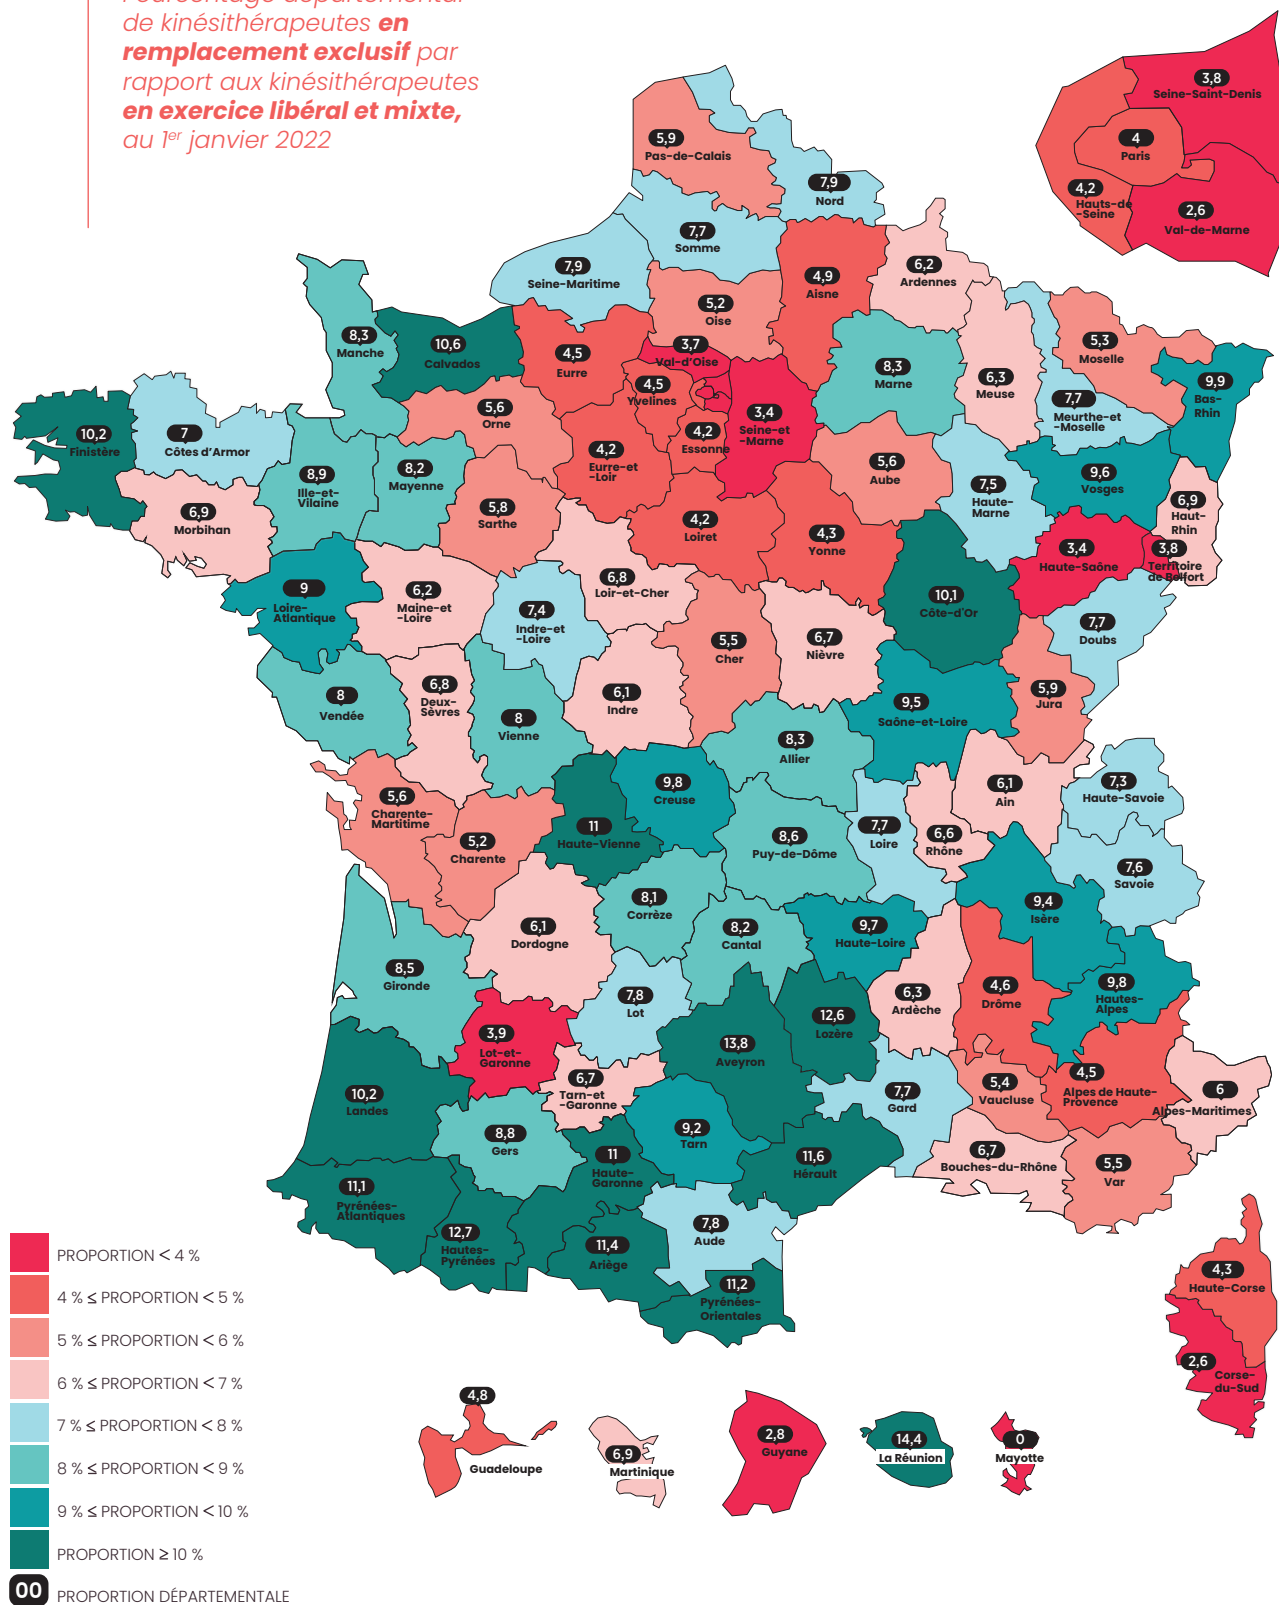 de kinésithérapeutes en
remplacement exclusif par
rapport aux kinésithérapeutes
en exercice libéral et mixte,
au 1er janvier 2022
3,8
Seine-Saint-Denis
4
Paris
4,2
Hauts-de
-Seine
2,6
Val-de-Marne
5,9
Pas-de-Calais
7,9
Nord
7,7
Somme
7,9
Seine-Maritime
4,9
Aisne
6,2
Ardennes
5,2
Oise
8,3
Manche
10,6
Calvados
4,5
Eurre
3,7
Val-d'Oise
8,3
Marne
6,3
Meuse
5,3
Moselle
7,7
Meurthe-et
-Moselle
9,9
Bas-
Rhin
4,5
Yvelines
4,2
Essonne
3,4
Seine-et
-Marne
5,6
Orne
10,2
Finistère
7
Côtes d'Armor
8,9
Ille-et-
Vilaine
8,2
Mayenne
4,2
Eurre-et
-Loir
5,6
Aube
7,5
Haute-
Marne
9,6
Vosges
6,9
Haut-
Rhin
6,9
Morbihan
5,8
Sarthe
4,2
Loiret
4,3
Yonne
3,4
Haute-Saône
3,8
Territoire
de Belfort
9
Loire-
Atlantique
6,2
Maine-et
-Loire
7,4
Indre-et
-Loire
6,8
Loir-et-Cher
10,1
Côte-d'Or
7,7
Doubs
5,5
Cher
6,7
Nièvre
8
Vendée
6,8
Deux-
Sèvres
8
Vienne
6,1
Indre
9,5
Saône-et-Loire
5,9
Jura
8,3
Allier
5,6
Charente-
Martitime
5,2
Charente
11
Haute-Vienne
9,8
Creuse
8,6
Puy-de-Dôme
7,7
Loire
6,6
Rhône
6,1
Ain
7,3
Haute-Savoie
7,6
Savoie
8,1
Corrèze
9,4
Isère
6,1
Dordogne
8,2
Cantal
9,7
Haute-Loire
8,5
Gironde
7,8
Lot
12,6
Lozère
6,3
Ardèche
4,6
Drôme
9,8
Hautes-
Alpes
3,9
Lot-et-
Garonne
13,8
Aveyron
6,7
Tarn-et
-Garonne
10,2
Landes
7,7
Gard
5,4
Vaucluse
4,5
Alpes de Haute-
Provence
6
Alpes-Maritimes
8,8
Gers
9,2
Tarn
11
Haute-
Garonne
11,6
Hérault
6,7
Bouches-du-Rhône
5,5
Var
11,1
Pyrénées-
Atlantiques
12,7
Hautes-
Pyrénées
11,4
Ariège
7,8
Aude
11,2
Pyrénées-
Orientales
4,3
Haute-Corse
2,6
Corse-
du-Sud
4,8
Guadeloupe
6,9
Martinique
2,8
Guyane
14,4
La Réunion
0
Mayotte
PROPORTION < 4 %
4 % ≤ PROPORTION < 5 %
5 % ≤ PROPORTION < 6 %
6 % ≤ PROPORTION < 7 %
7 % ≤ PROPORTION < 8 %
8 % ≤ PROPORTION < 9 %
9 % ≤ PROPORTION < 10 %
PROPORTION ≥ 10 %
00 PROPORTION DÉPARTEMENTALE